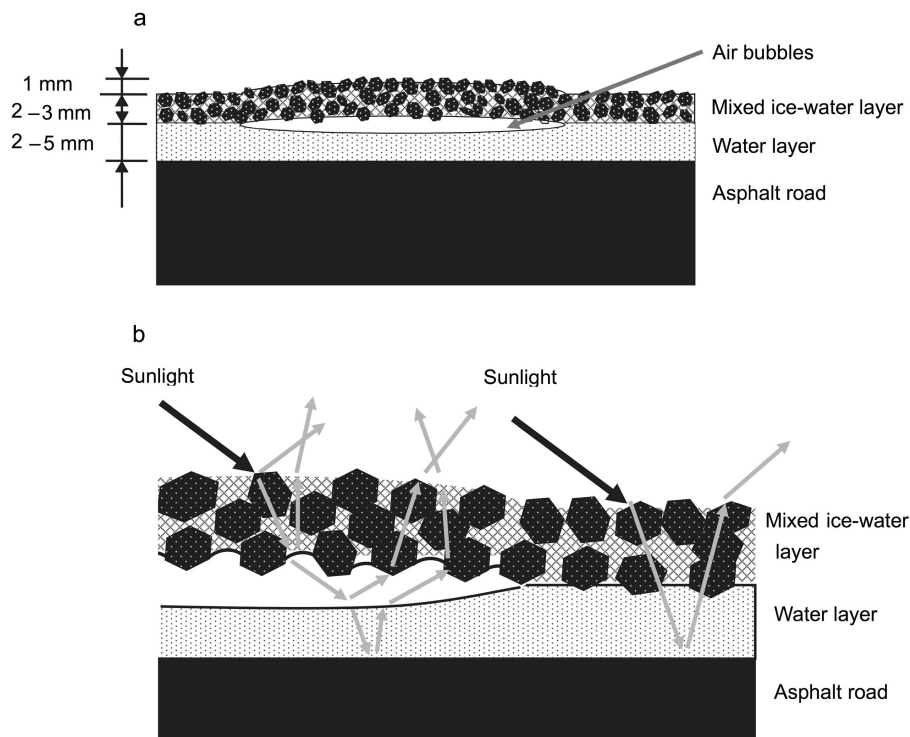 a
Air bubbles
1 mm
2 –3 mm
Mixed ice-water layer
2 –5 mm
Water layer
Asphalt road
b
Sunlight
Sunlight
Mixed ice-water
layer
Water layer
Asphalt road